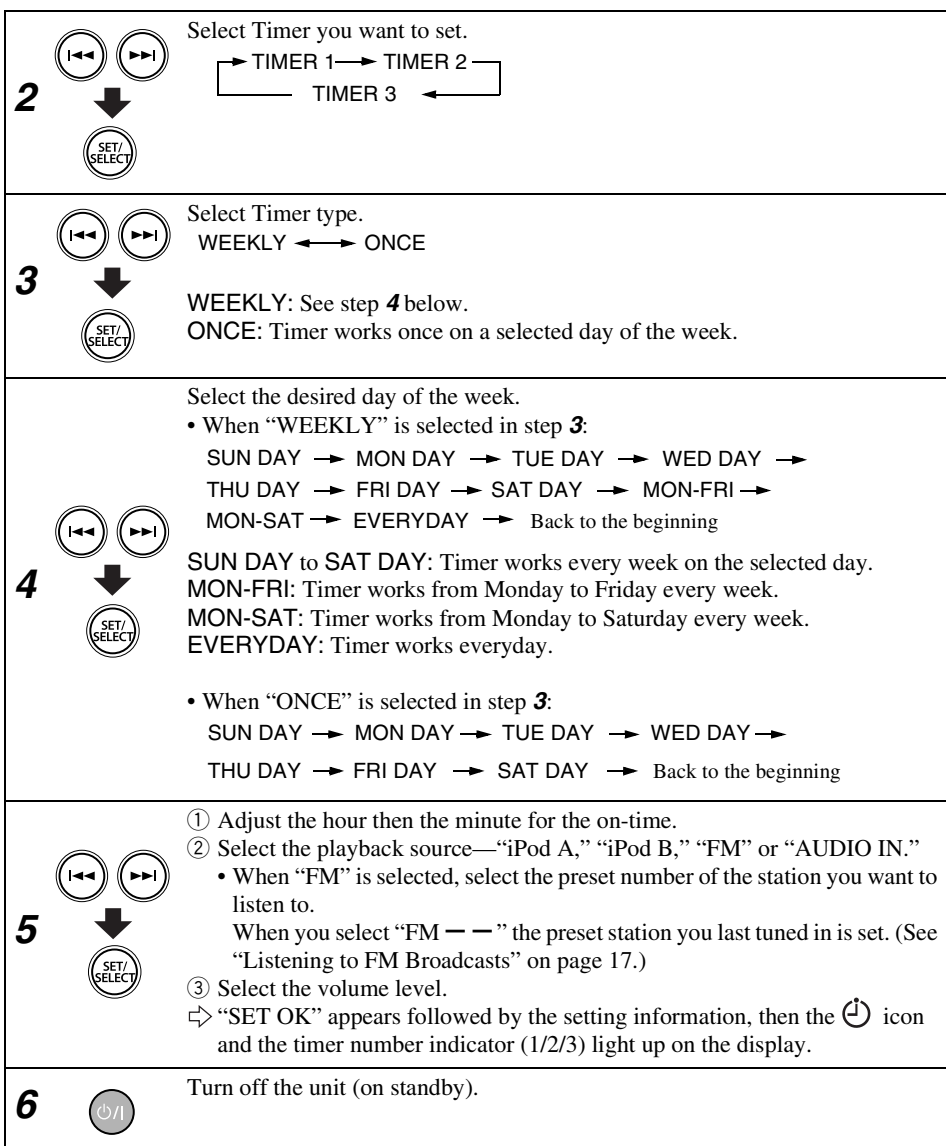 2
SET/
SELECT
Select Timer you want to set.
TIMER 1 → TIMER 2
TIMER 3
3
SET/
SELECT
Select Timer type.
WEEKLY ↔ ONCE
WEEKLY: See step 4 below.
ONCE: Timer works once on a selected day of the week.
4
SET/
SELECT
Select the desired day of the week.
• When “WEEKLY” is selected in step 3:
SUN DAY → MON DAY → TUE DAY → WED DAY →
THU DAY → FRI DAY → SAT DAY → MON-FRI →
MON-SAT → EVERYDAY → Back to the beginning
SUN DAY to SAT DAY: Timer works every week on the selected day.
MON-FRI: Timer works from Monday to Friday every week.
MON-SAT: Timer works from Monday to Saturday every week.
EVERYDAY: Timer works everyday.
• When “ONCE” is selected in step 3:
SUN DAY → MON DAY → TUE DAY → WED DAY →
THU DAY → FRI DAY → SAT DAY → Back to the beginning
5
SET/
SELECT
① Adjust the hour then the minute for the on-time.
② Select the playback source—“iPod A,” “iPod B,” “FM” or “AUDIO IN.”
• When “FM” is selected, select the preset number of the station you want to
listen to.
When you select “FM – –” the preset station you last tuned in is set. (See
“Listening to FM Broadcasts” on page 17.)
③ Select the volume level.
⇨ “SET OK” appears followed by the setting information, then the icon
and the timer number indicator (1/2/3) light up on the display.
6
⏻/I
Turn off the unit (on standby).